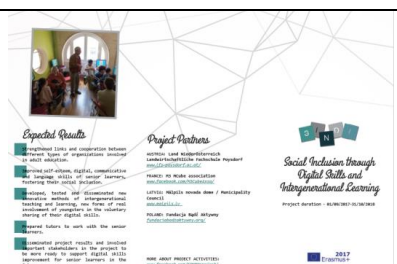 Expected Results
Strengthened links and cooperation between
different types of organizations involved
in adult education.
Improved self-esteem, digital, communicative
and language skills of senior learners,
fostering their social inclusion.
Developed, tested and disseminated new
innovative methods of intergenerational
teaching and learning, new forms of real
involvement of youngsters in the voluntary
sharing of their digital skills.
Prepared tutors to work with the senior
learners.
Disseminated project results and involved
important stakeholders in the project to
be more ready to support digital skills
improvement for senior learners in the
Project Partners
AUSTRIA: Land Niederösterreich
Landwirtschaftliche Fachschule Poysdorf
FRANCE: M3 Association
LATVIA: Rēzekne novada dome / Municipality
Council
POLAND: Fundacja Bądź Aktywny
MORE ABOUT PROJECT ACTIVITIES:
Social Inclusion through
Digital Skills and
Intergenerational Learning
Project duration - 01/09/2017-31/10/2018
2017
Erasmus+